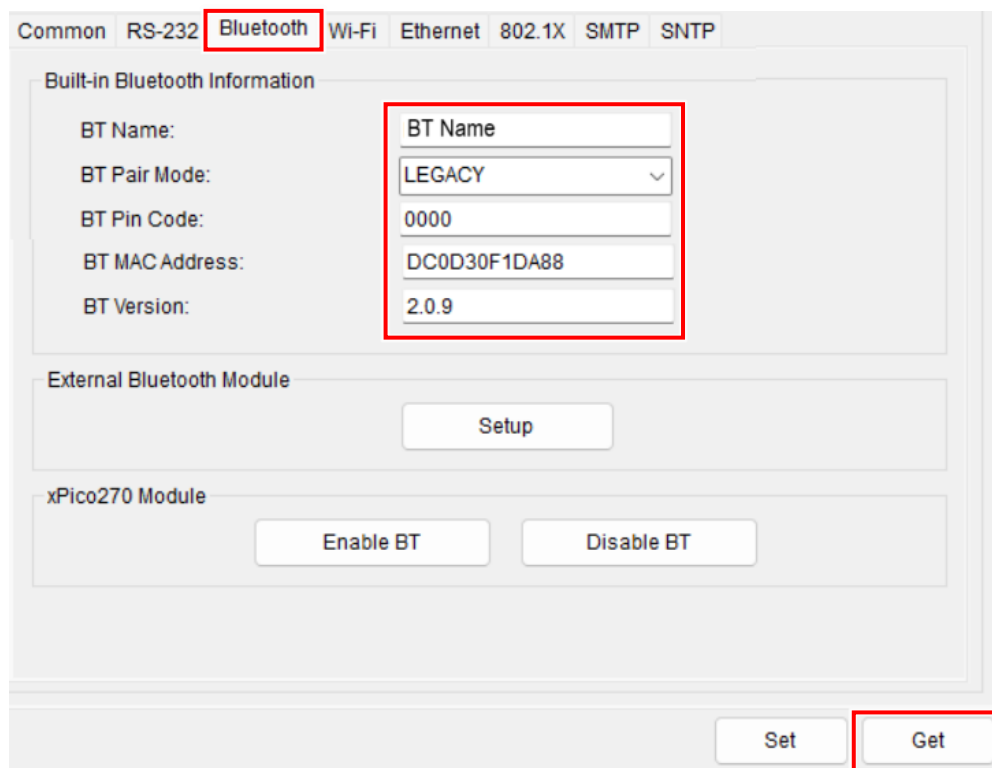 Common RS-232 Bluetooth Wi-Fi Ethernet 802.1X SMTP SNTP
Built-in Bluetooth Information
BT Name: BT Name
BT Pair Mode: LEGACY
BT Pin Code: 0000
BT MAC Address: DC0D30F1DA88
BT Version: 2.0.9
External Bluetooth Module
Setup
xPico270 Module
Enable BT Disable BT
Set Get